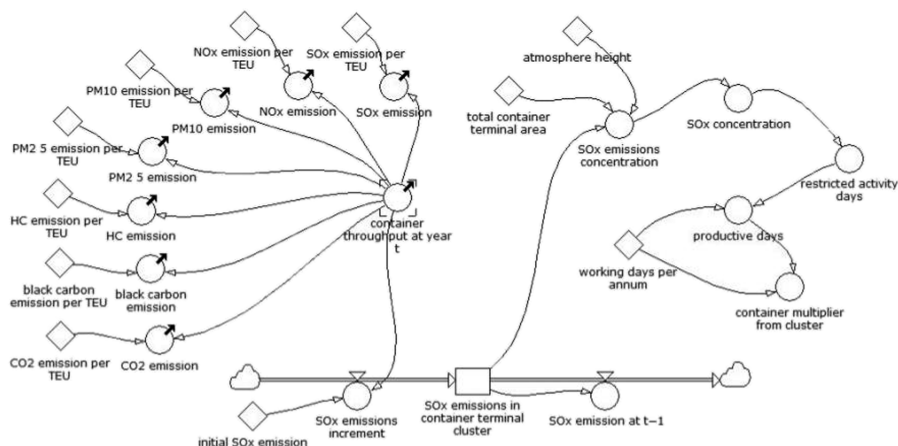 NOx emission per
TEU
SOx emission per
TEU
atmosphere height
PM10 emission per
TEU
NOx emission
SOx emission
PM10 emission
total container
terminal area
SOx emissions
concentration
SOx concentration
PM2 5 emission per
TEU
PM2 5 emission
restricted activity
days
HC emission per
TEU
HC emission
container
throughput at year
t
productive days
working days per
annum
black carbon
emission per TEU
black carbon
emission
container multiplier
from cluster
CO2 emission per
TEU
CO2 emission
SOx emissions
increment
SOx emissions in
container terminal
cluster
SOx emission at t−1
initial SOx emission